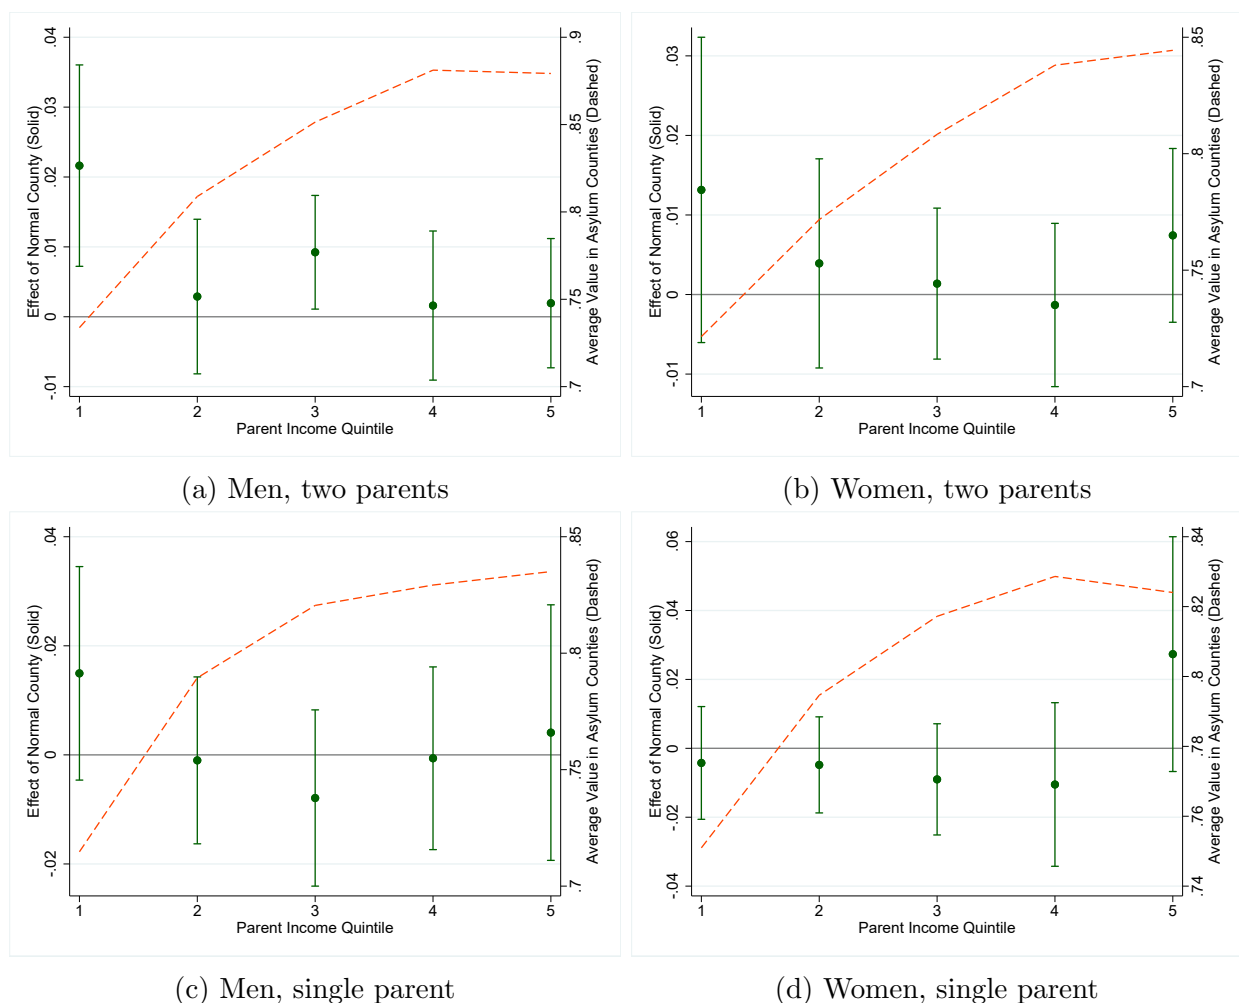 Effect of Normal County (Solid)
.04
.03
.02
.01
0
-.01
.9
.85
.8
.75
.7
Average Value in Asylum Counties (Dashed)
1 2 3 4 5
Parent Income Quintile
(a) Men, two parents
Effect of Normal County (Solid)
.03
.02
.01
0
-.01
.85
.8
.75
.7
Average Value in Asylum Counties (Dashed)
1 2 3 4 5
Parent Income Quintile
(b) Women, two parents
Effect of Normal County (Solid)
.04
.02
0
-.02
.85
.8
.75
.7
Average Value in Asylum Counties (Dashed)
1 2 3 4 5
Parent Income Quintile
(c) Men, single parent
Effect of Normal County (Solid)
.06
.04
.02
0
-.02
-.04
.84
.82
.8
.78
.76
.74
Average Value in Asylum Counties (Dashed)
1 2 3 4 5
Parent Income Quintile
(d) Women, single parent